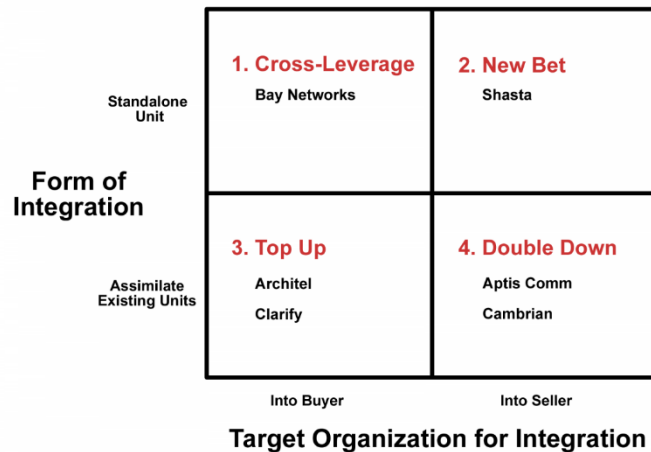 1. Cross-Leverage
Bay Networks
2. New Bet
Shasta
Standalone
Unit
Form of
Integration
3. Top Up
Architel
Clarify
4. Double Down
Aptis Comm
Cambrian
Assimilate
Existing Units
Into Buyer
Into Seller
Target Organization for Integration